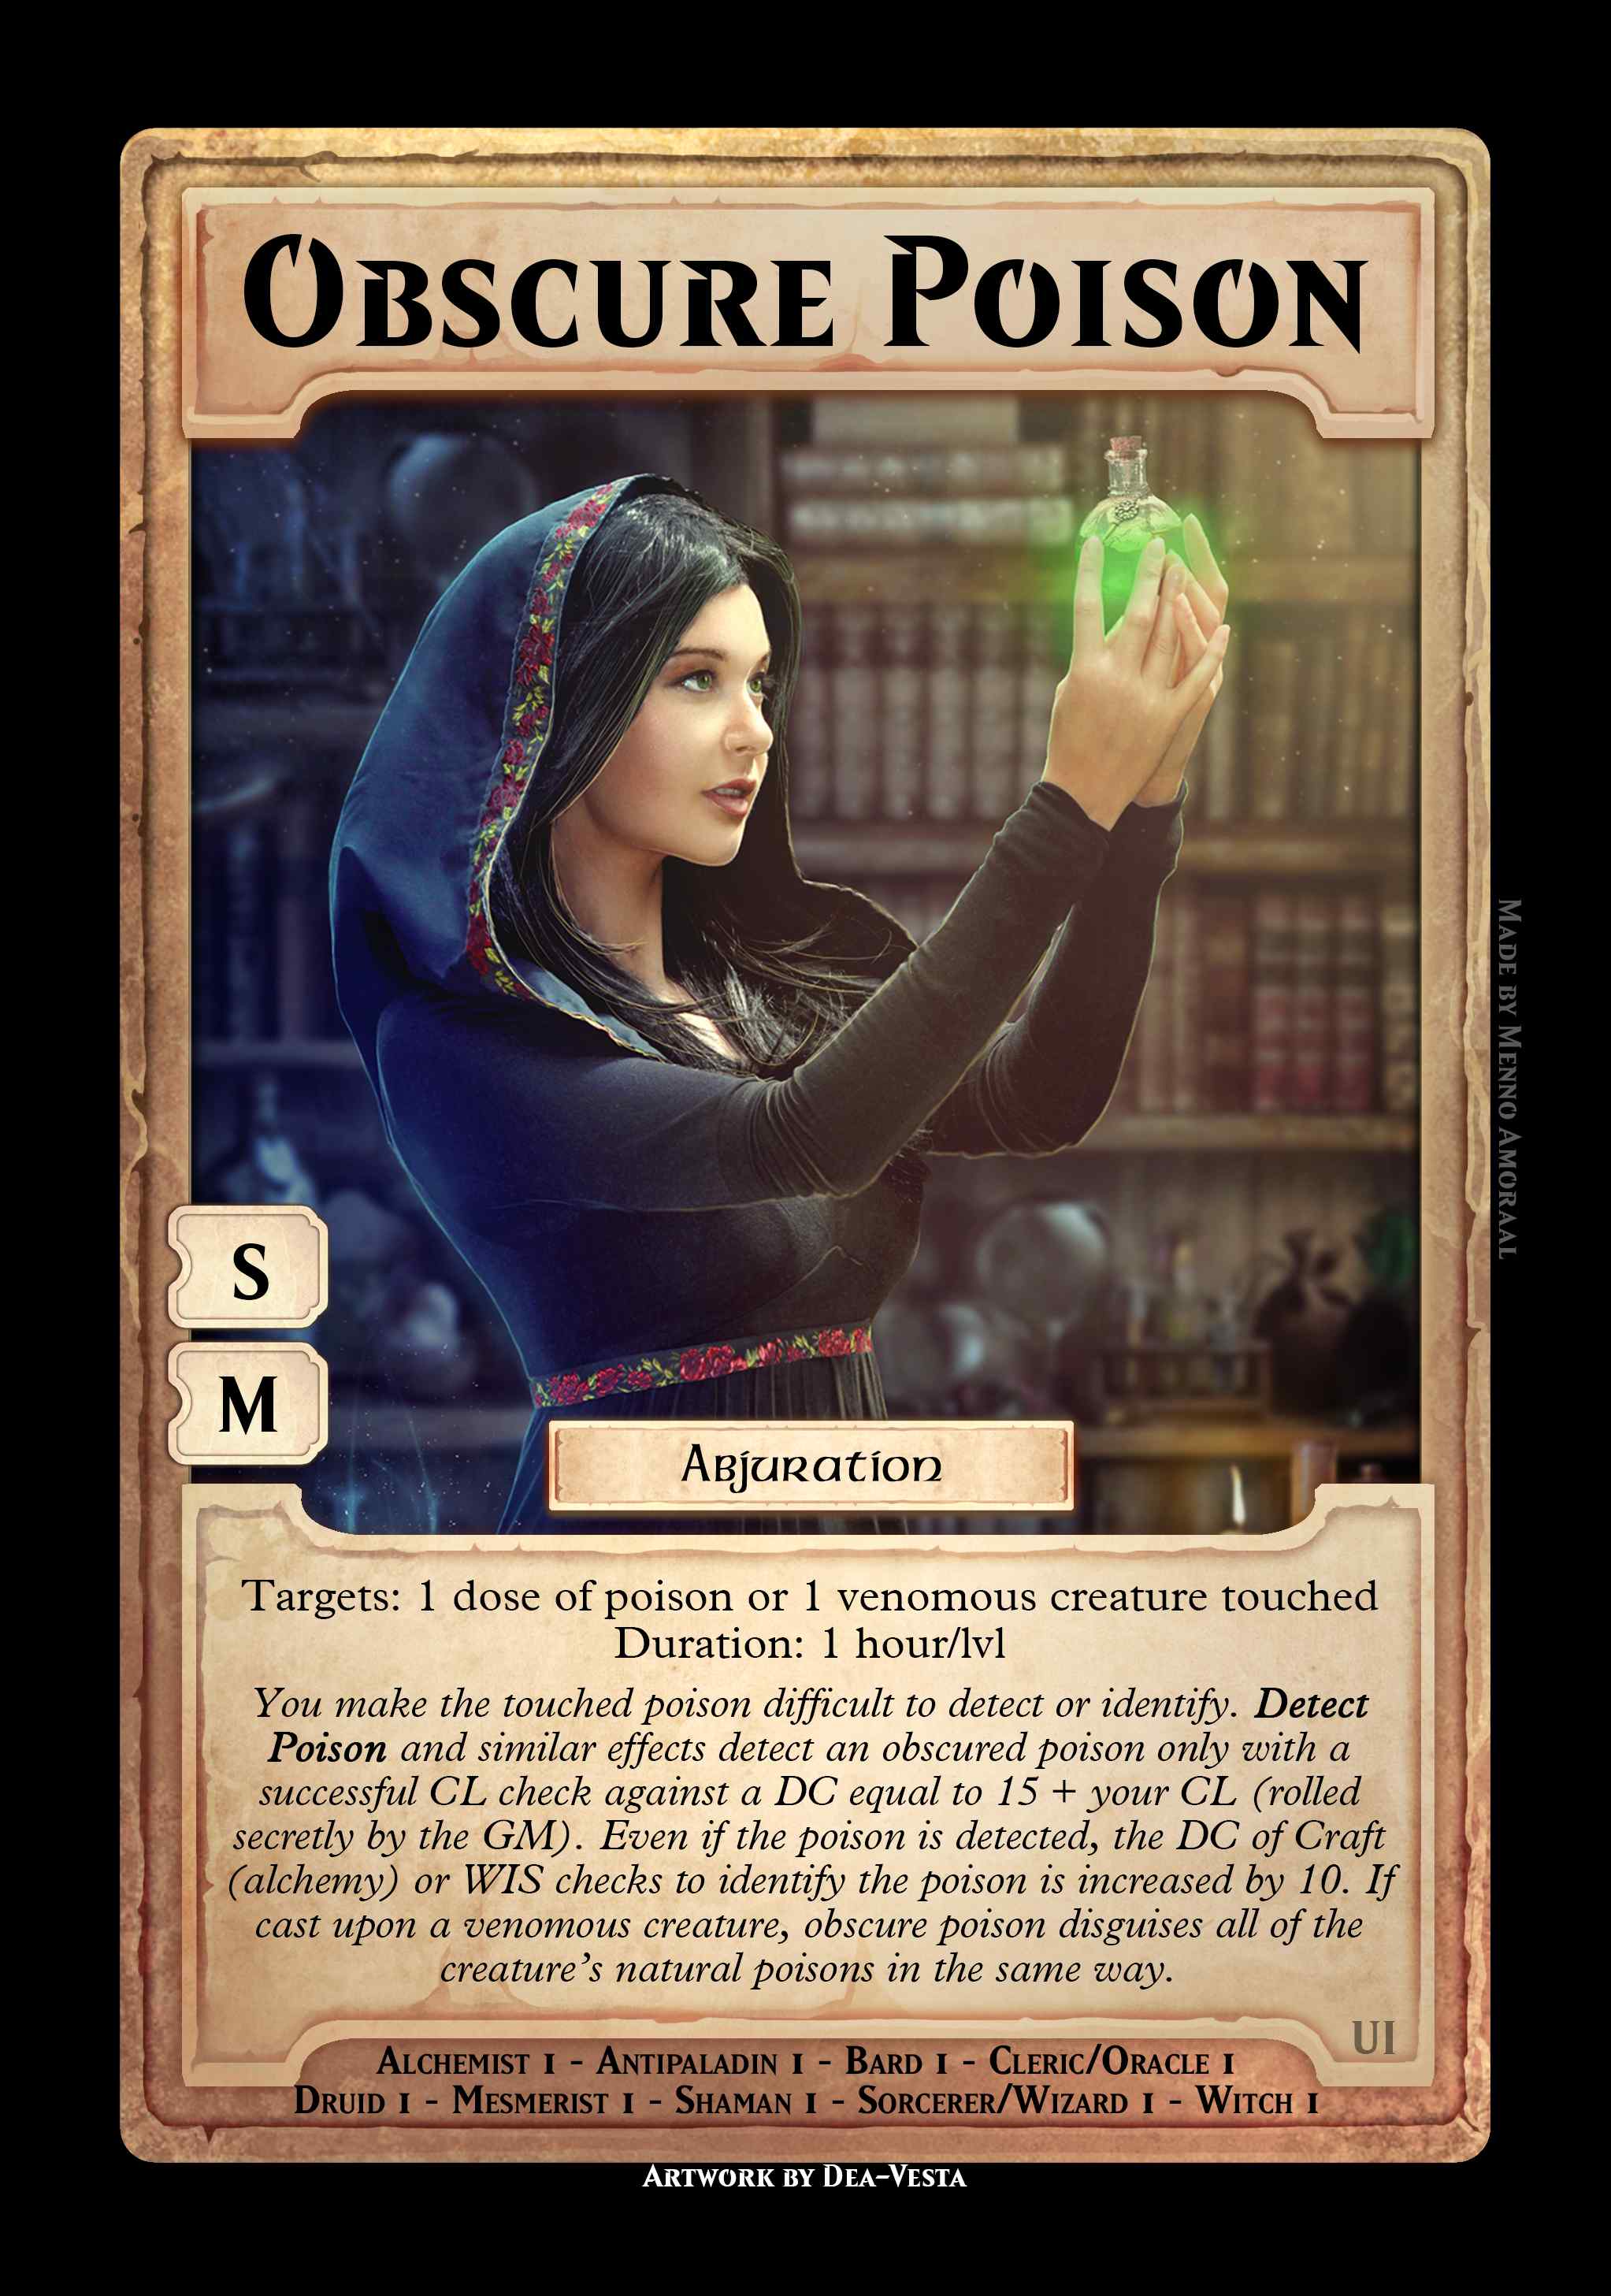 Obscure Poison
S
M
Abjuration
Targets: 1 dose of poison or 1 venomous creature touched
Duration: 1 hour/lvl
You make the touched poison difficult to detect or identify. Detect
Poison and similar effects detect an obscured poison only with a
successful CL check against a DC equal to 15 + your CL (rolled
secretly by the GM). Even if the poison is detected, the DC of Craft
(alchemy) or WIS checks to identify the poison is increased by 10. If
cast upon a venomous creature, obscure poison disguises all of the
creature's natural poisons in the same way.
UI
Alchemist 1 - Antipaladin 1 - Bard 1 - Cleric/Oracle 1
Druid 1 - Mesmerist 1 - Shaman 1 - Sorcerer/Wizard 1 - Witch 1
Artwork by Dea-Vesta
Made by Menno Amoraal